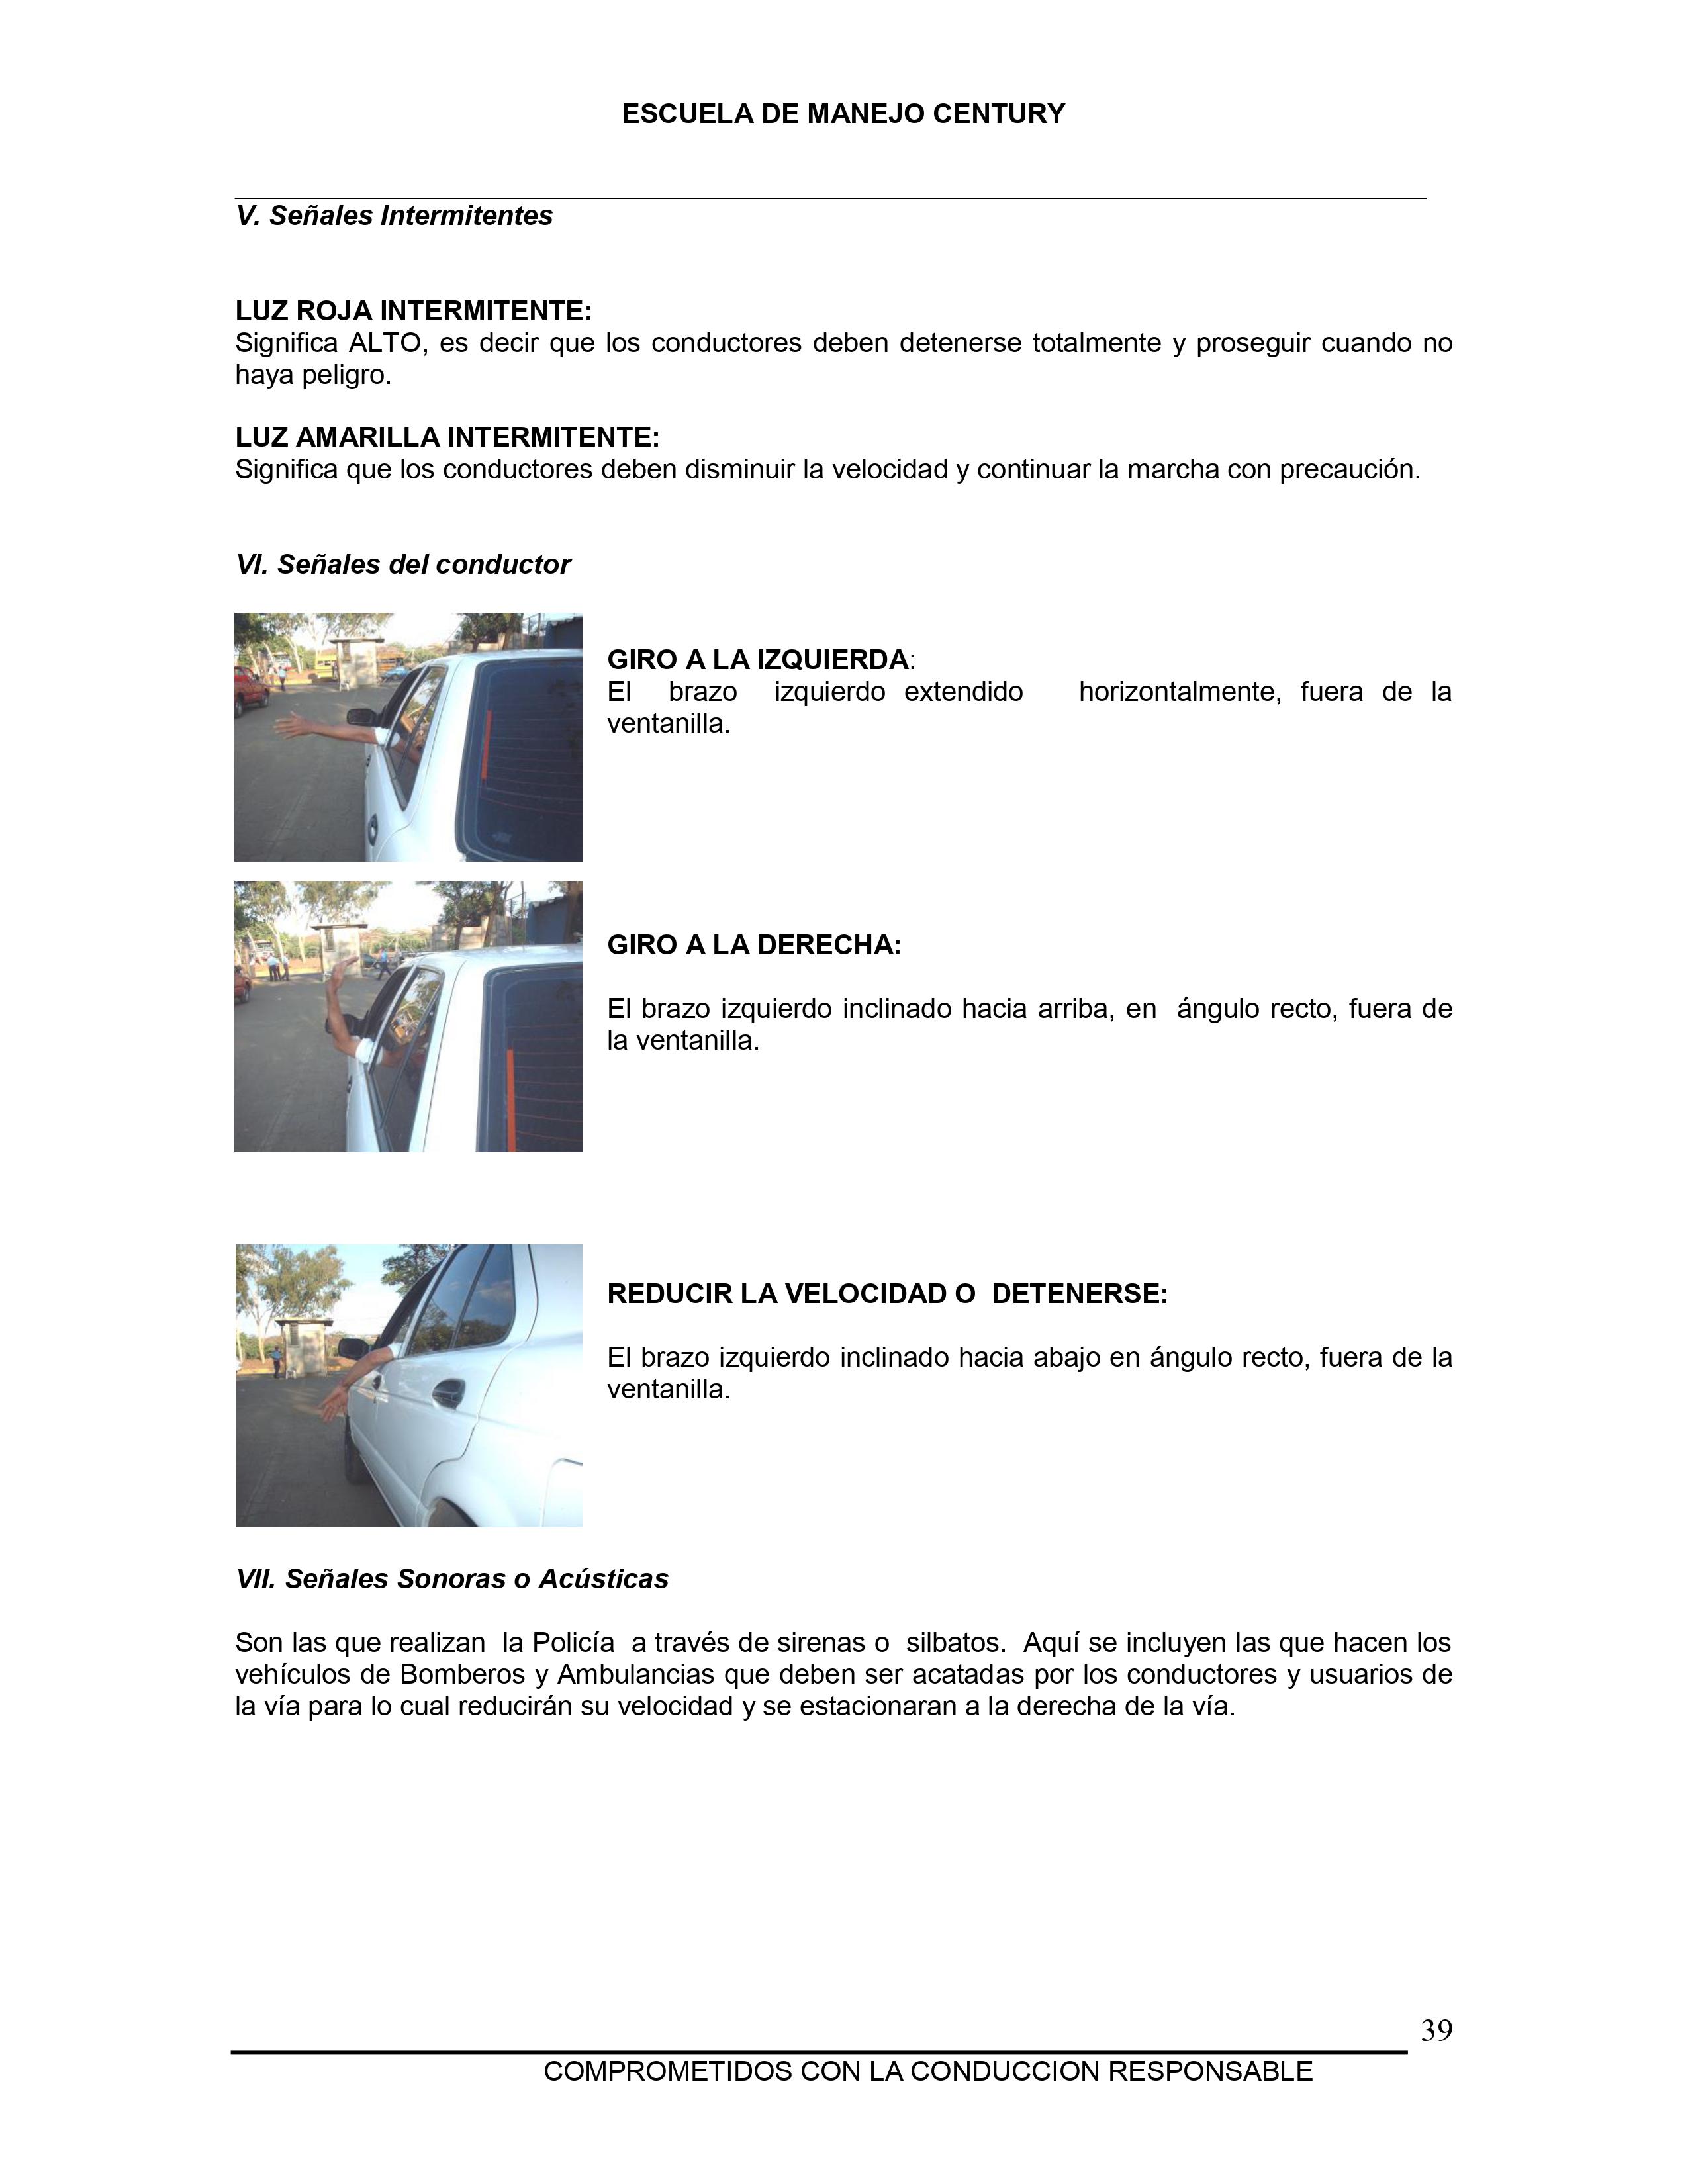 ESCUELA DE MANEJO CENTURY
V. Señales Intermitentes
LUZ ROJA INTERMITENTE:
Significa ALTO, es decir que los conductores deben detenerse totalmente y proseguir cuando no
haya peligro.
LUZ AMARILLA INTERMITENTE:
Significa que los conductores deben disminuir la velocidad y continuar la marcha con precaución.
VI. Señales del conductor
GIRO A LA IZQUIERDA:
El brazo izquierdo extendido horizontalmente, fuera de la
ventanilla.
GIRO A LA DERECHA:
El brazo izquierdo inclinado hacia arriba, en ángulo recto, fuera de
la ventanilla.
REDUCIR LA VELOCIDAD O DETENERSE:
El brazo izquierdo inclinado hacia abajo en ángulo recto, fuera de la
ventanilla.
VII. Señales Sonoras o Acústicas
Son las que realizan la Policía a través de sirenas o silbatos. Aquí se incluyen las que hacen los
vehículos de Bomberos y Ambulancias que deben ser acatadas por los conductores y usuarios de
la vía para lo cual reducirán su velocidad y se estacionaran a la derecha de la vía.
39
COMPROMETIDOS CON LA CONDUCCION RESPONSABLE